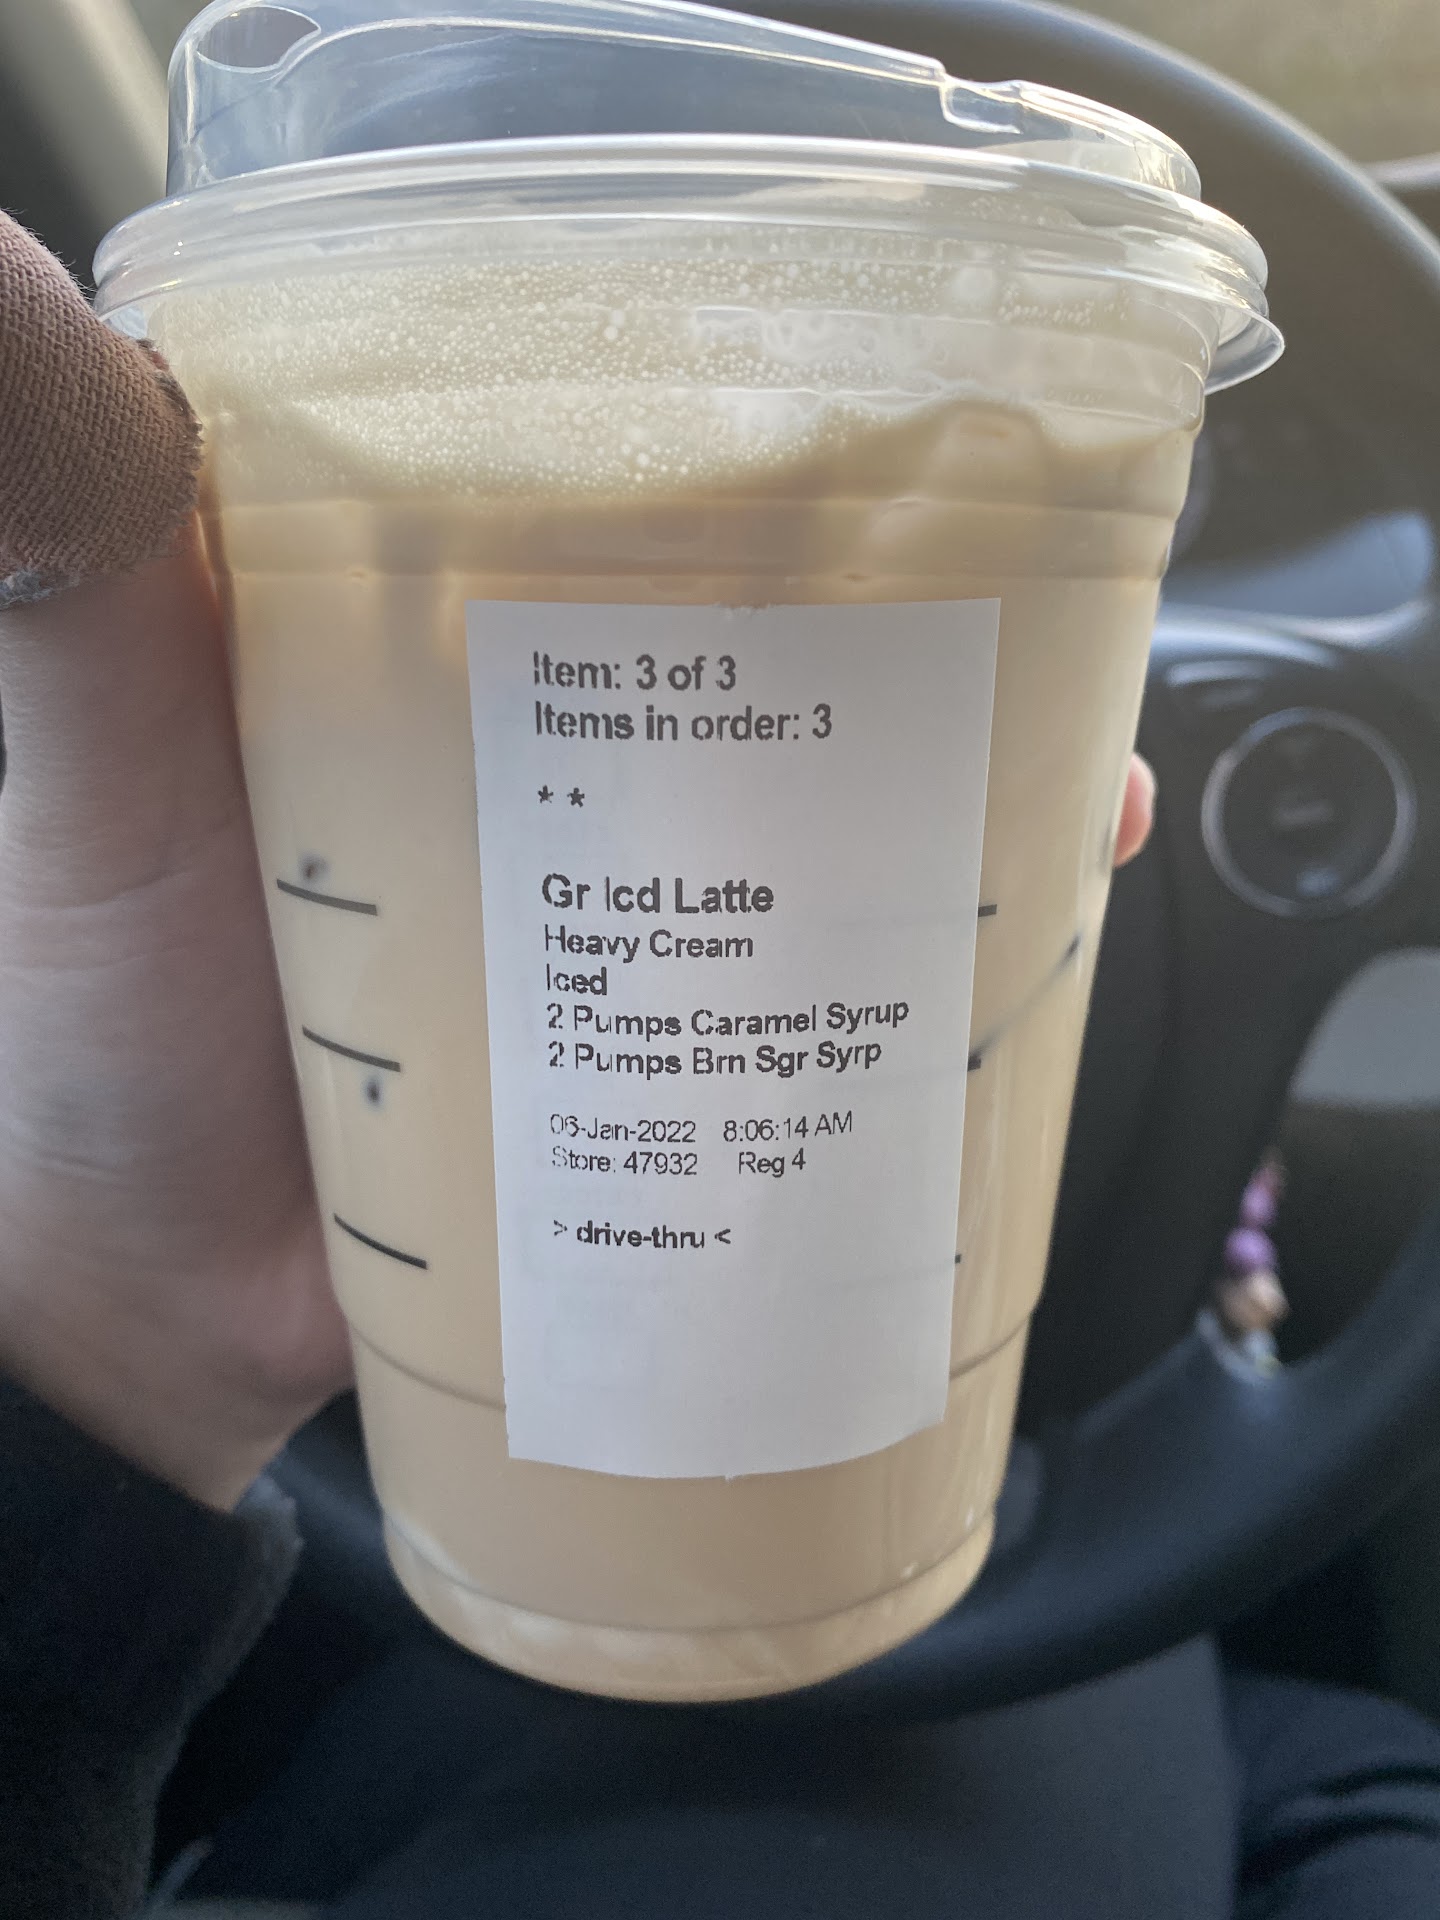 Item: 3 of 3
Items in order: 3
* *
Gr Icd Latte
Heavy Cream
Iced
2 Pumps Caramel Syrup
2 Pumps Brn Sgr Syrp
06-Jan-2022 8:06:14 AM
Store: 47932 Reg 4
> drive-thru <